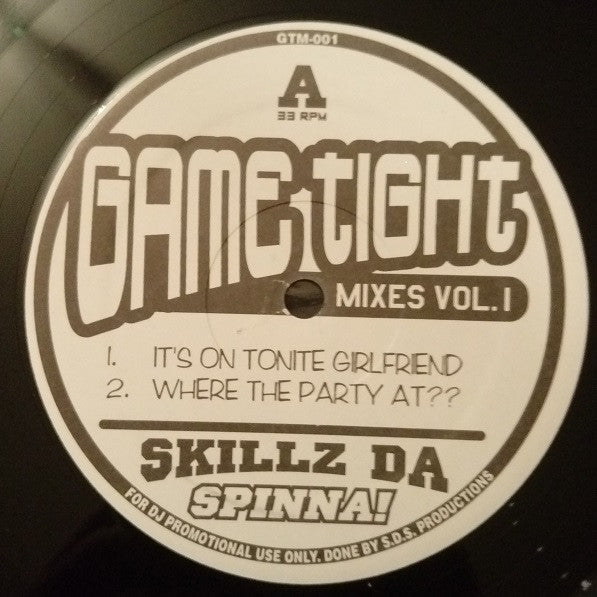 GTM-001
A
33 RPM
GAME TIGHT
MIXES VOL. 1
1. IT'S ON TONITE GIRLFRIEND
2. WHERE THE PARTY AT??
SKILLZ DA
SPINNA!
FOR DJ PROMOTIONAL USE ONLY. DONE BY S.D.S. PRODUCTIONS